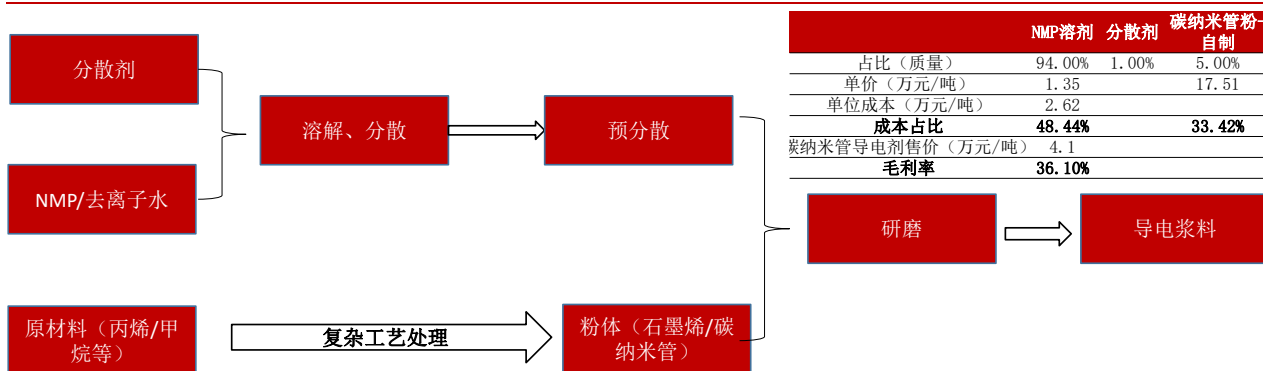 NMP溶剂 分散剂 碳纳米管粉-
自制
占比（质量） 94.00% 1.00% 5.00%
单价（万元/吨） 1.35 17.51
单位成本（万元/吨） 2.62
成本占比 48.44% 33.42%
碳纳米管导电剂售价（万元/吨） 4.1
毛利率 36.10%
分散剂
NMP/去离子水
溶解、分散
预分散
原材料（丙烯/甲
烷等）
复杂工艺处理
粉体（石墨烯/碳
纳米管）
研磨
导电浆料